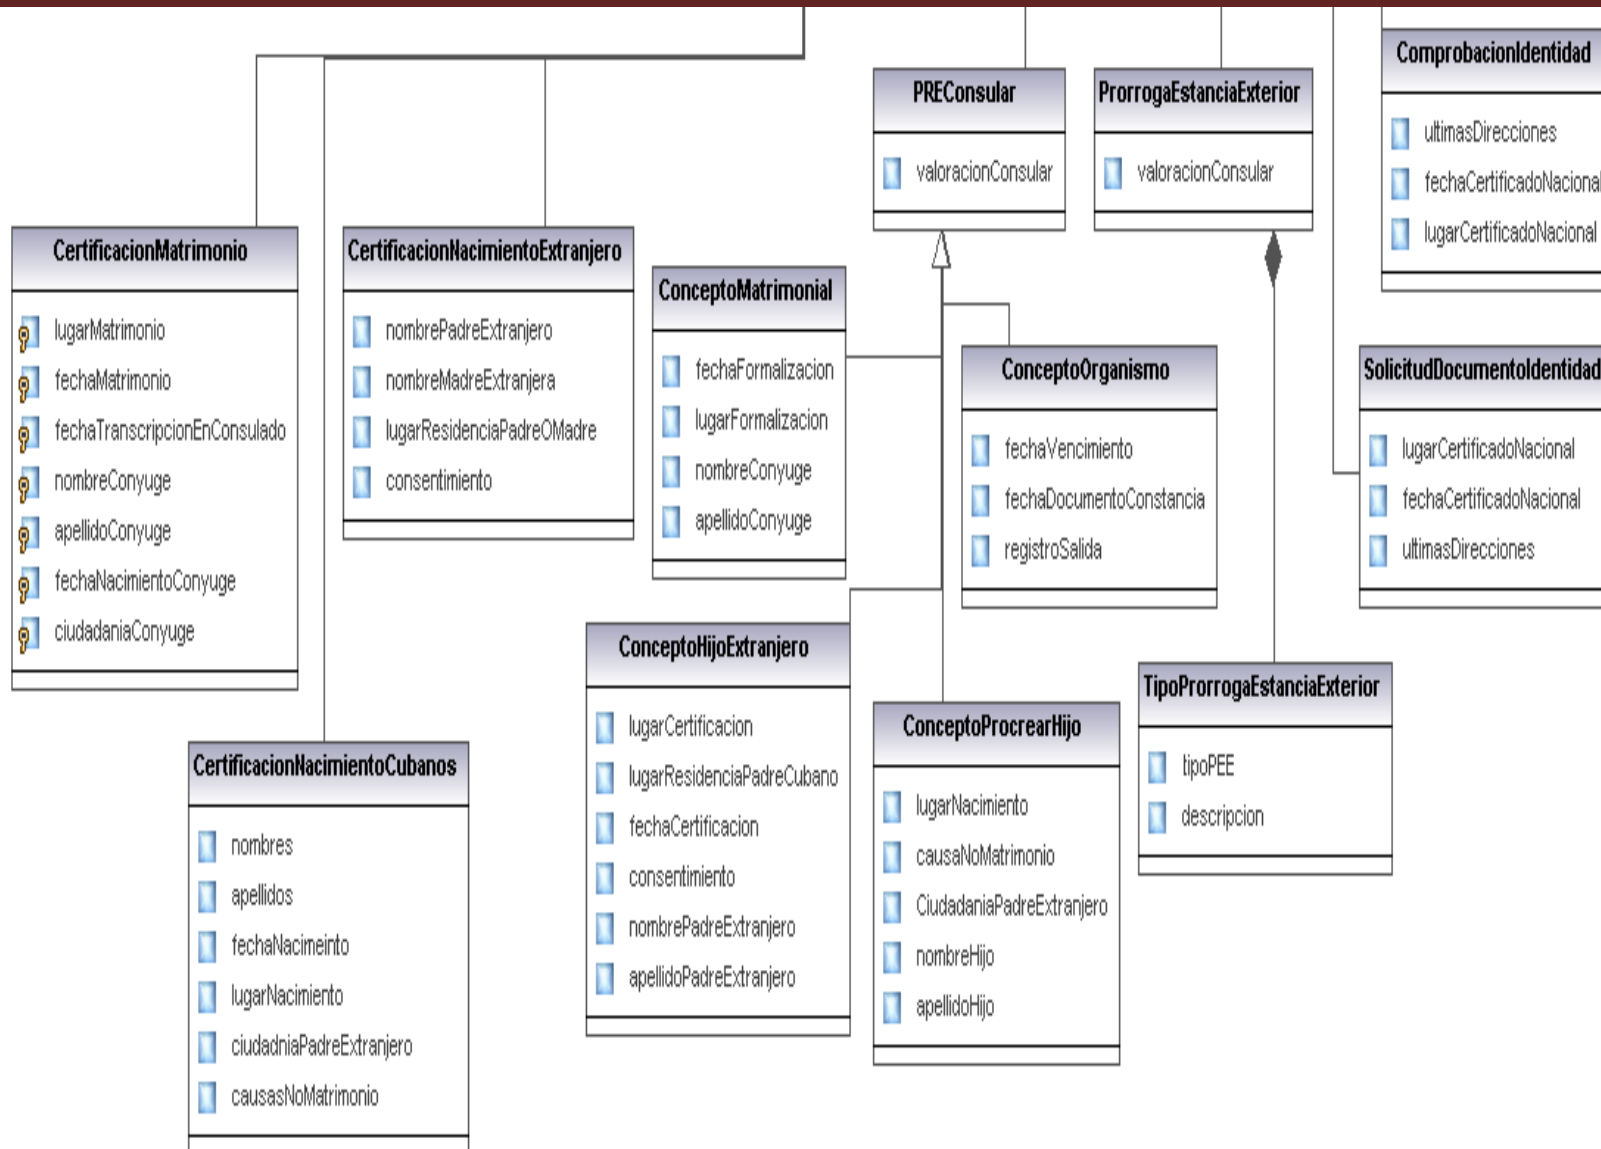 PREConsular
valoracionConsular
ProrrogaEstanciaExterior
valoracionConsular
ComprobacionIdentidad
ultimasDirecciones
fechaCertificadoNacional
lugarCertificadoNacional
CertificacionMatrimonio
lugarMatrimonio
fechaMatrimonio
fechaTranscripcionEnConsulado
nombreConyuge
apellidoConyuge
fechaNacimientoConyuge
ciudadaniaConyuge
CertificacionNacimientoExtranjero
nombrePadreExtranjero
nombreMadreExtranjera
lugarResidenciaPadreOMadre
consentimiento
ConceptoMatrimonial
fechaFormalizacion
lugarFormalizacion
nombreConyuge
apellidoConyuge
ConceptoOrganismo
fechaVencimiento
fechaDocumentoConstancia
registroSalida
SolicitudDocumentoIdentidad
lugarCertificadoNacional
fechaCertificadoNacional
ultimasDirecciones
ConceptoHijoExtranjero
lugarCertificacion
lugarResidenciaPadreCubano
fechaCertificacion
consentimiento
nombrePadreExtranjero
apellidoPadreExtranjero
ConceptoProcrearHijo
lugarNacimiento
causaNoMatrimonio
CiudadaniaPadreExtranjero
nombreHijo
apellidoHijo
TipoProrrogaEstanciaExterior
tipoPEE
descripcion
CertificacionNacimientoCubanos
nombres
apellidos
fechaNacimeinto
lugarNacimiento
ciudadniaPadreExtranjero
causasNoMatrimonio